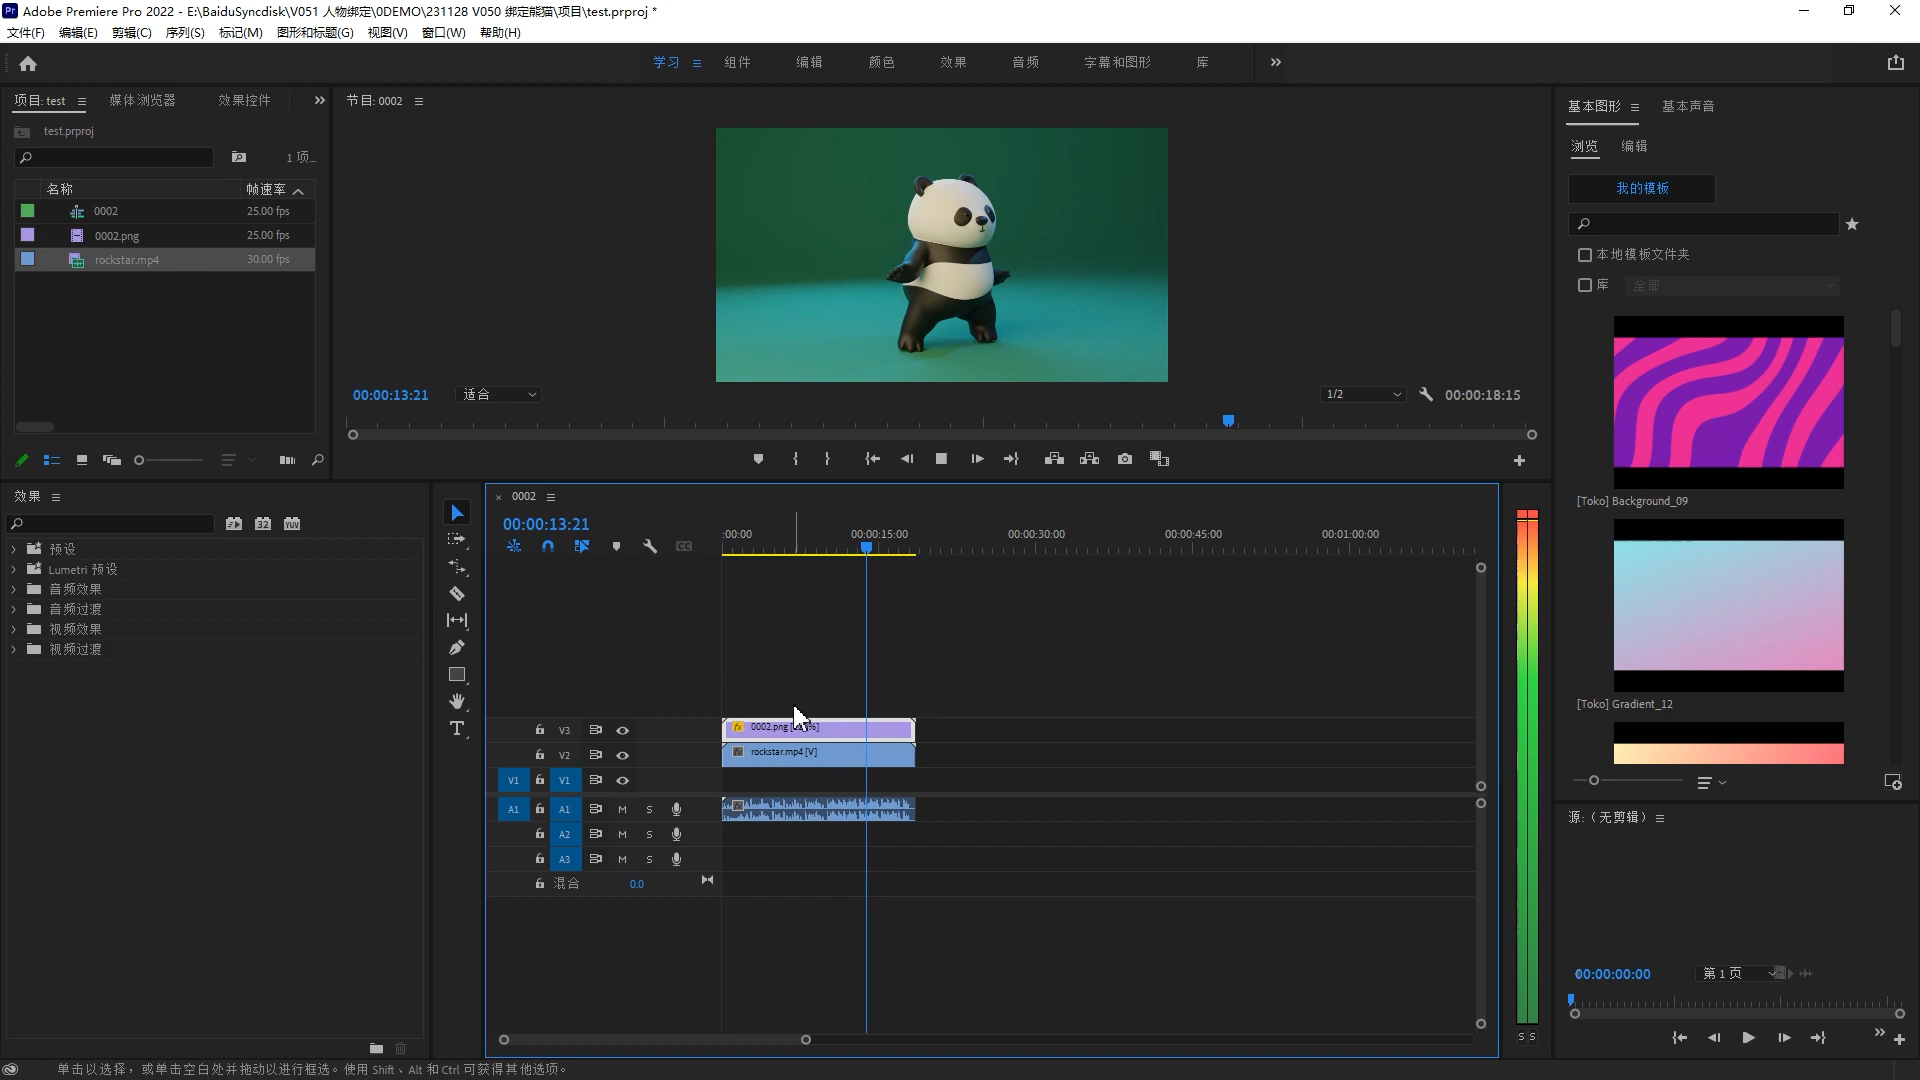 Adobe Premiere Pro 2022 - E:\BaiduSyncdisk\V051 人物绑定\0DEMO\231128 V050 绑定熊猫\项目\test.prproj *
文件(F) 编辑(E) 剪辑(C) 序列(S) 标记(M) 图形和标题(G) 视图(V) 窗口(W) 帮助(H)
学习 组件 编辑 颜色 效果 音频 字幕和图形 库
项目: test 媒体浏览器 效果控件
节目: 0002
基本图形 基本声音
test.prproj
浏览 编辑
1 项...
名称 帧速率
我的模板
0002 25.00 fps
0002.png 25.00 fps
rockstar.mp4 30.00 fps
本地模板文件夹
库 全部
00:00:13:21 适合 1/2 00:00:18:15
[Toko] Background_09
效果
0002
00:00:13:21
:00:00 00:00:15:00 00:00:30:00 00:00:45:00 00:01:00:00
32 YUV
预设
Lumetri 预设
音频效果
音频过渡
视频效果
视频过渡
[Toko] Gradient_12
V3 fx 0002.png
V2 fx rockstar.mp4 [V]
V1 V1
A1 A1 M S fx
A2 M S
A3 M S
混合 0.0
源:（无剪辑）
00:00:00:00 第 1 页
S S
单击以选择，或单击空白处并拖动以进行框选。使用 Shift、Alt 和 Ctrl 可获得其他选项。